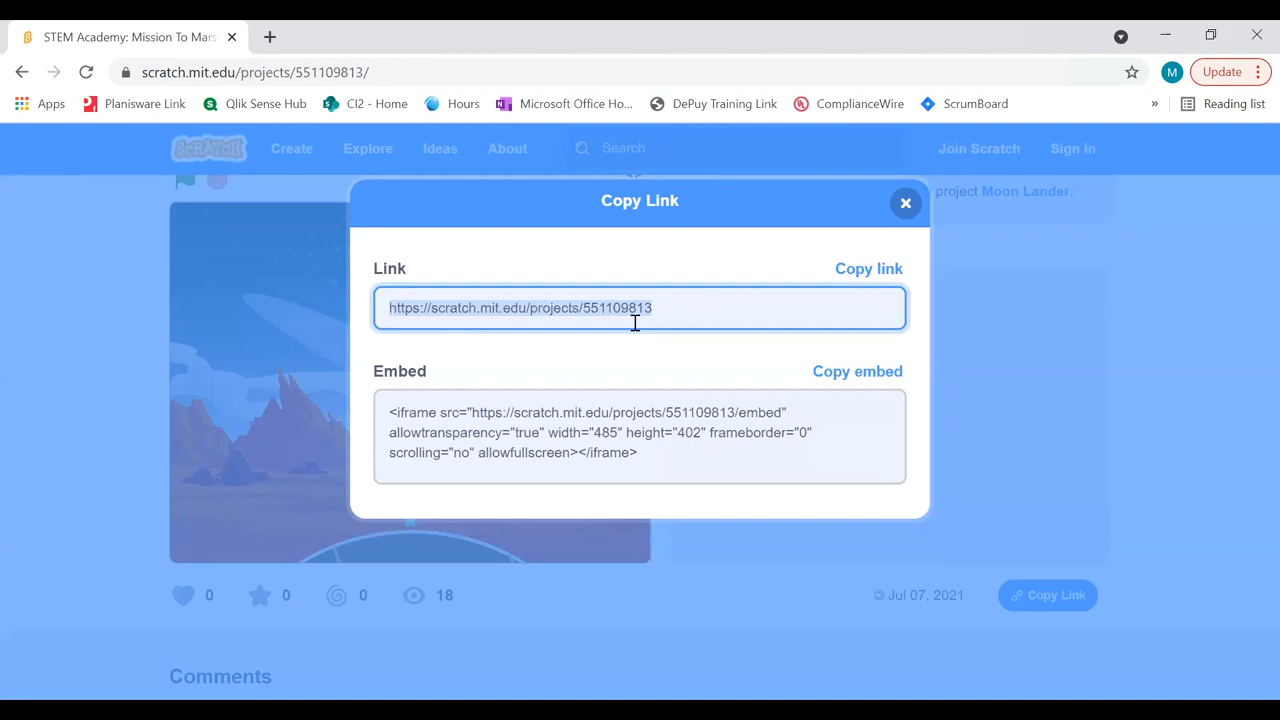 STEM Academy: Mission To Mars
scratch.mit.edu/projects/551109813/
M
Update
Apps
Planisware Link
Qlik Sense Hub
CI2 - Home
Hours
Microsoft Office Ho...
DePuy Training Link
ComplianceWire
ScrumBoard
»
Reading list
SCRATCH
Create
Explore
Ideas
About
Search
Join Scratch
Sign in
project Moon Lander.
Copy Link
Link
Copy link
https://scratch.mit.edu/projects/551109813
Embed
Copy embed
<iframe src="https://scratch.mit.edu/projects/551109813/embed"
allowtransparency="true" width="485" height="402" frameborder="0"
scrolling="no" allowfullscreen></iframe>
0
0
0
18
Jul 07, 2021
Copy Link
Comments